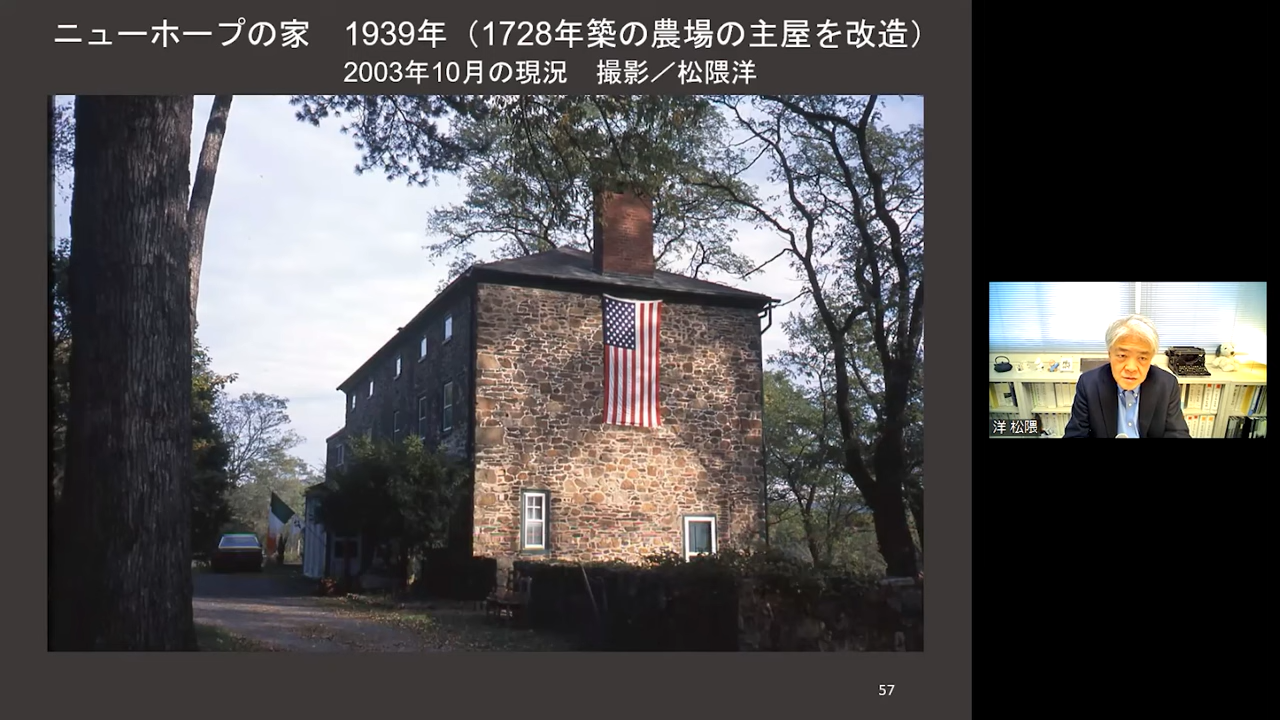 ニューホープの家　1939年（1728年築の農場の主屋を改造）
2003年10月の現況　撮影／松隈洋
洋 松隈
57